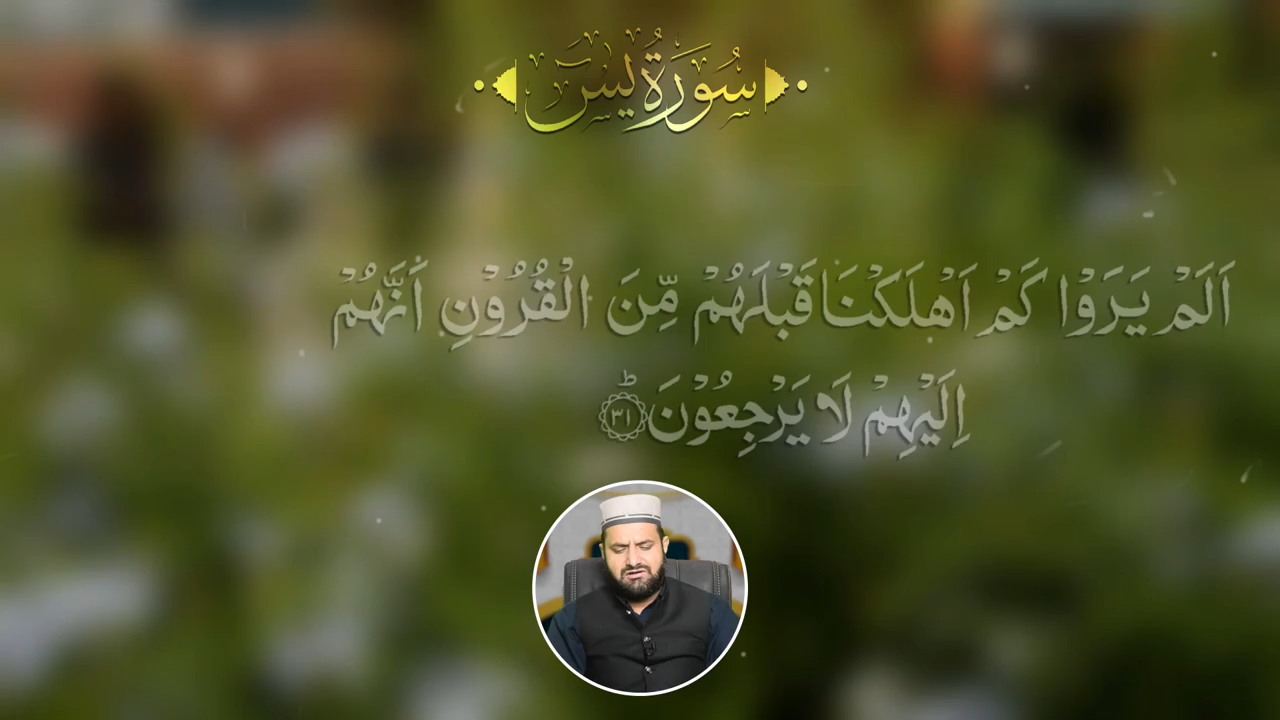 سُورَةُ يٰسٓ
اَلَمْ يَرَوْا كَمْ اَهْلَكْنَا قَبْلَهُمْ مِّنَ الْقُرُوْنِ اَنَّهُمْ
اِلَيْهِمْ لَا يَرْجِعُوْنَؕ ۳۱